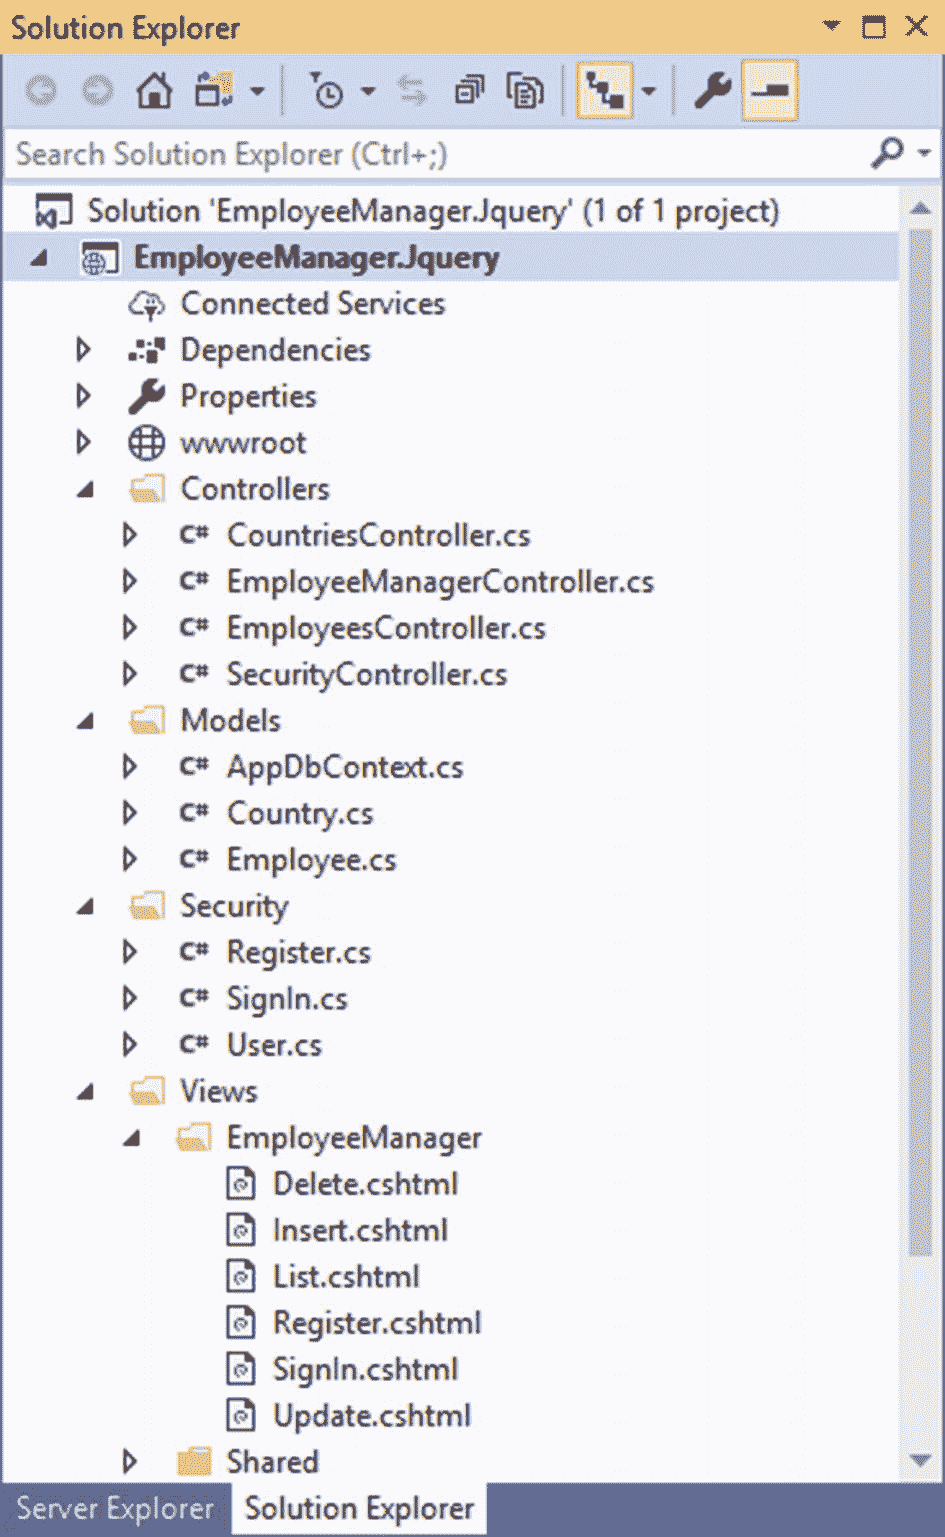 Solution Explorer
Search Solution Explorer (Ctrl+;)
Solution 'EmployeeManager.Jquery' (1 of 1 project)
EmployeeManager.Jquery
Connected Services
Dependencies
Properties
wwwroot
Controllers
C# CountriesController.cs
C# EmployeeManagerController.cs
C# EmployeesController.cs
C# SecurityController.cs
Models
C# AppDbContext.cs
C# Country.cs
C# Employee.cs
Security
C# Register.cs
C# SignIn.cs
C# User.cs
Views
EmployeeManager
Delete.cshtml
Insert.cshtml
List.cshtml
Register.cshtml
SignIn.cshtml
Update.cshtml
Shared
Server Explorer Solution Explorer